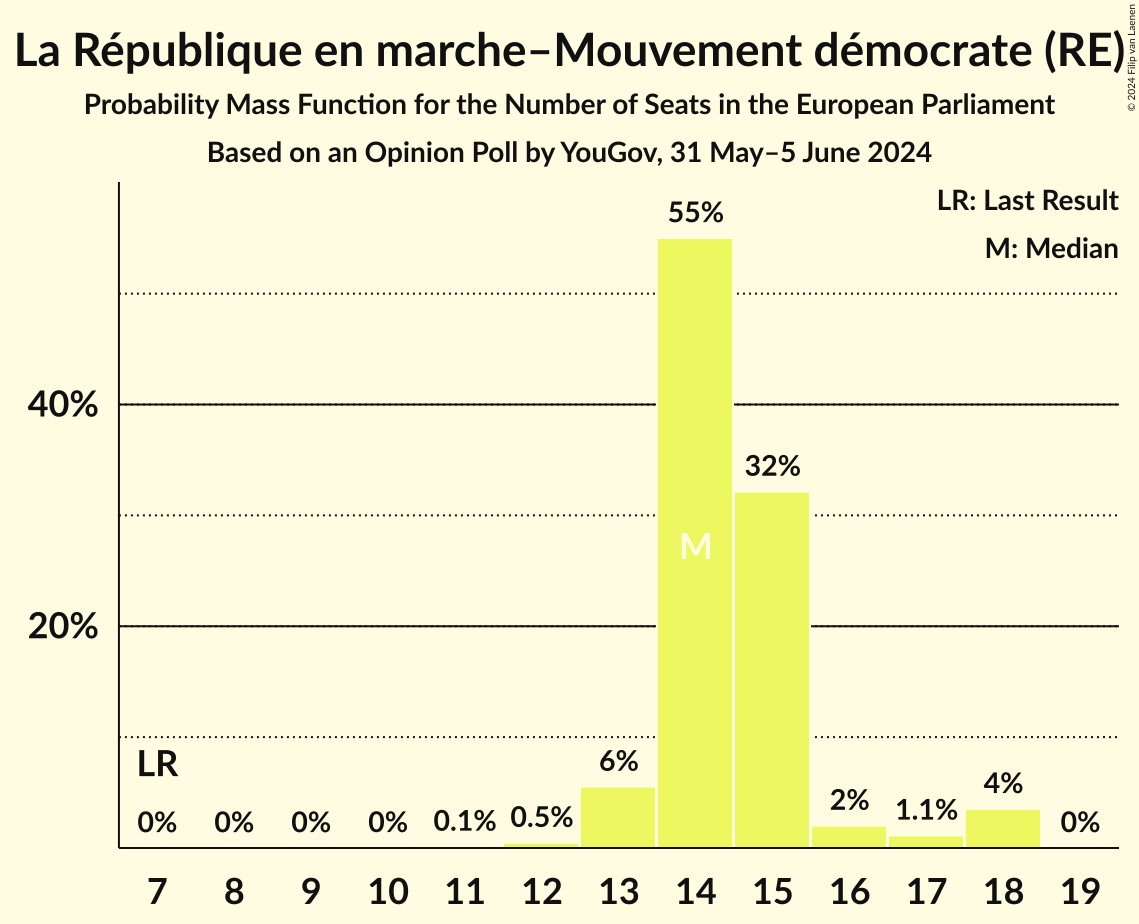 La République en marche–Mouvement démocrate (RE)
© 2024 Filip van Laenen
Probability Mass Function for the Number of Seats in the European Parliament
Based on an Opinion Poll by YouGov, 31 May–5 June 2024
LR: Last Result
M: Median
55%
40%
32%
M
20%
LR
6%
4%
2%
1.1%
0% 0% 0% 0% 0.1% 0.5% 0%
7 8 9 10 11 12 13 14 15 16 17 18 19